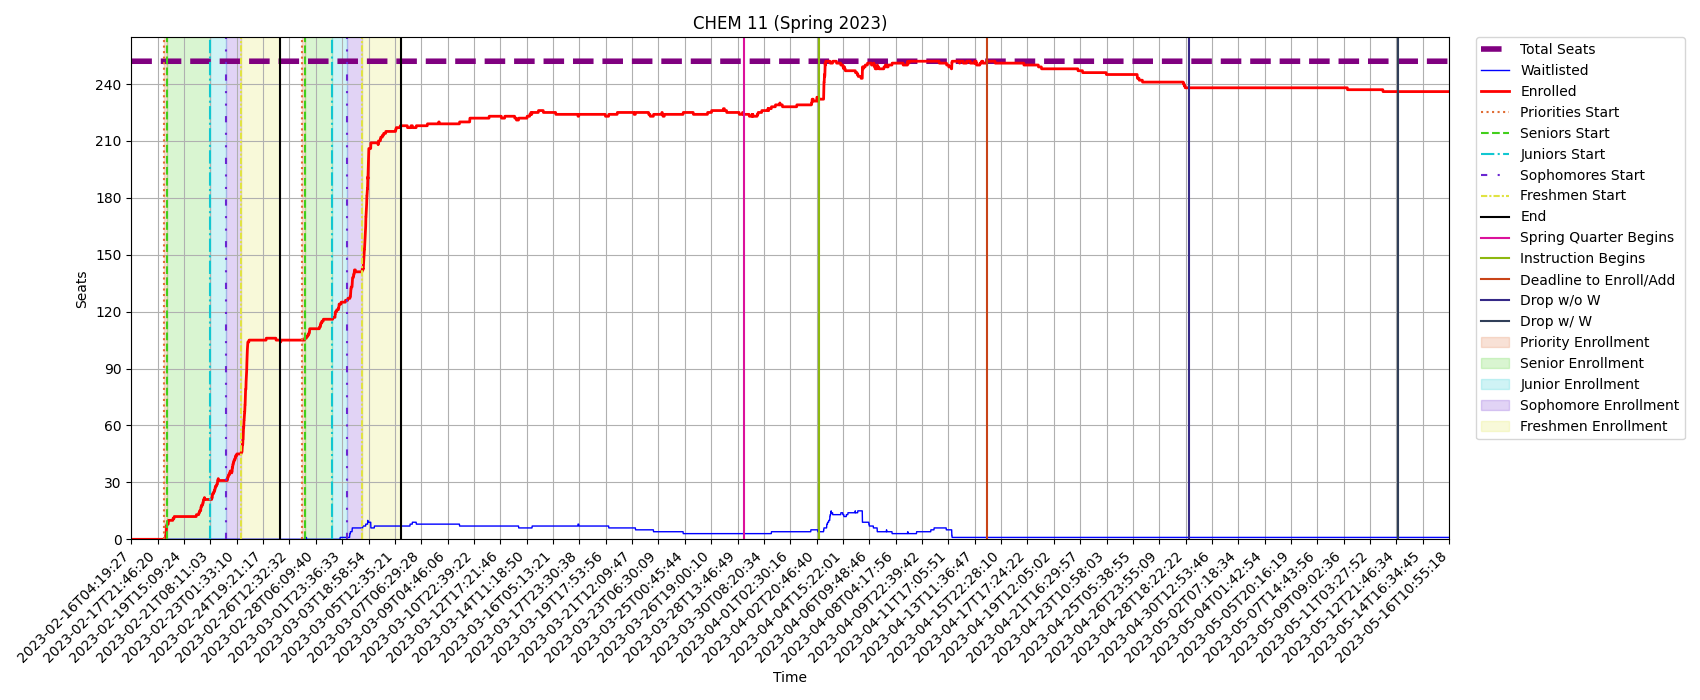 CHEM 11 (Spring 2023)
Seats
240
210
180
150
120
90
60
30
0
2023-02-16T04:19:27
2023-02-17T21:46:20
2023-02-19T15:09:24
2023-02-21T08:11:03
2023-02-23T01:33:10
2023-02-24T19:21:17
2023-02-26T12:32:32
2023-02-28T06:09:40
2023-03-01T23:36:33
2023-03-03T18:58:54
2023-03-05T12:35:21
2023-03-07T06:29:28
2023-03-09T04:46:06
2023-03-10T22:39:22
2023-03-12T17:21:46
2023-03-14T11:18:50
2023-03-16T05:13:21
2023-03-17T23:30:38
2023-03-19T17:53:56
2023-03-21T12:09:47
2023-03-23T06:30:09
2023-03-25T00:45:44
2023-03-26T19:00:16
2023-03-28T13:46:49
2023-03-30T08:20:34
2023-04-01T02:30:16
2023-04-02T20:46:40
2023-04-04T15:22:01
2023-04-06T09:48:46
2023-04-08T04:17:56
2023-04-09T22:39:42
2023-04-11T17:05:51
2023-04-13T11:36:47
2023-04-15T22:28:10
2023-04-17T17:24:22
2023-04-19T12:05:02
2023-04-21T16:29:57
2023-04-23T10:58:03
2023-04-25T05:38:55
2023-04-26T23:55:09
2023-04-28T18:22:22
2023-04-30T12:53:46
2023-05-02T07:18:34
2023-05-04T01:42:54
2023-05-05T20:16:19
2023-05-07T14:43:56
2023-05-09T09:02:36
2023-05-11T03:27:52
2023-05-12T21:46:34
2023-05-14T16:34:45
2023-05-16T10:55:18
Time
Total Seats
Waitlisted
Enrolled
Priorities Start
Seniors Start
Juniors Start
Sophomores Start
Freshmen Start
End
Spring Quarter Begins
Instruction Begins
Deadline to Enroll/Add
Drop w/o W
Drop w/ W
Priority Enrollment
Senior Enrollment
Junior Enrollment
Sophomore Enrollment
Freshmen Enrollment